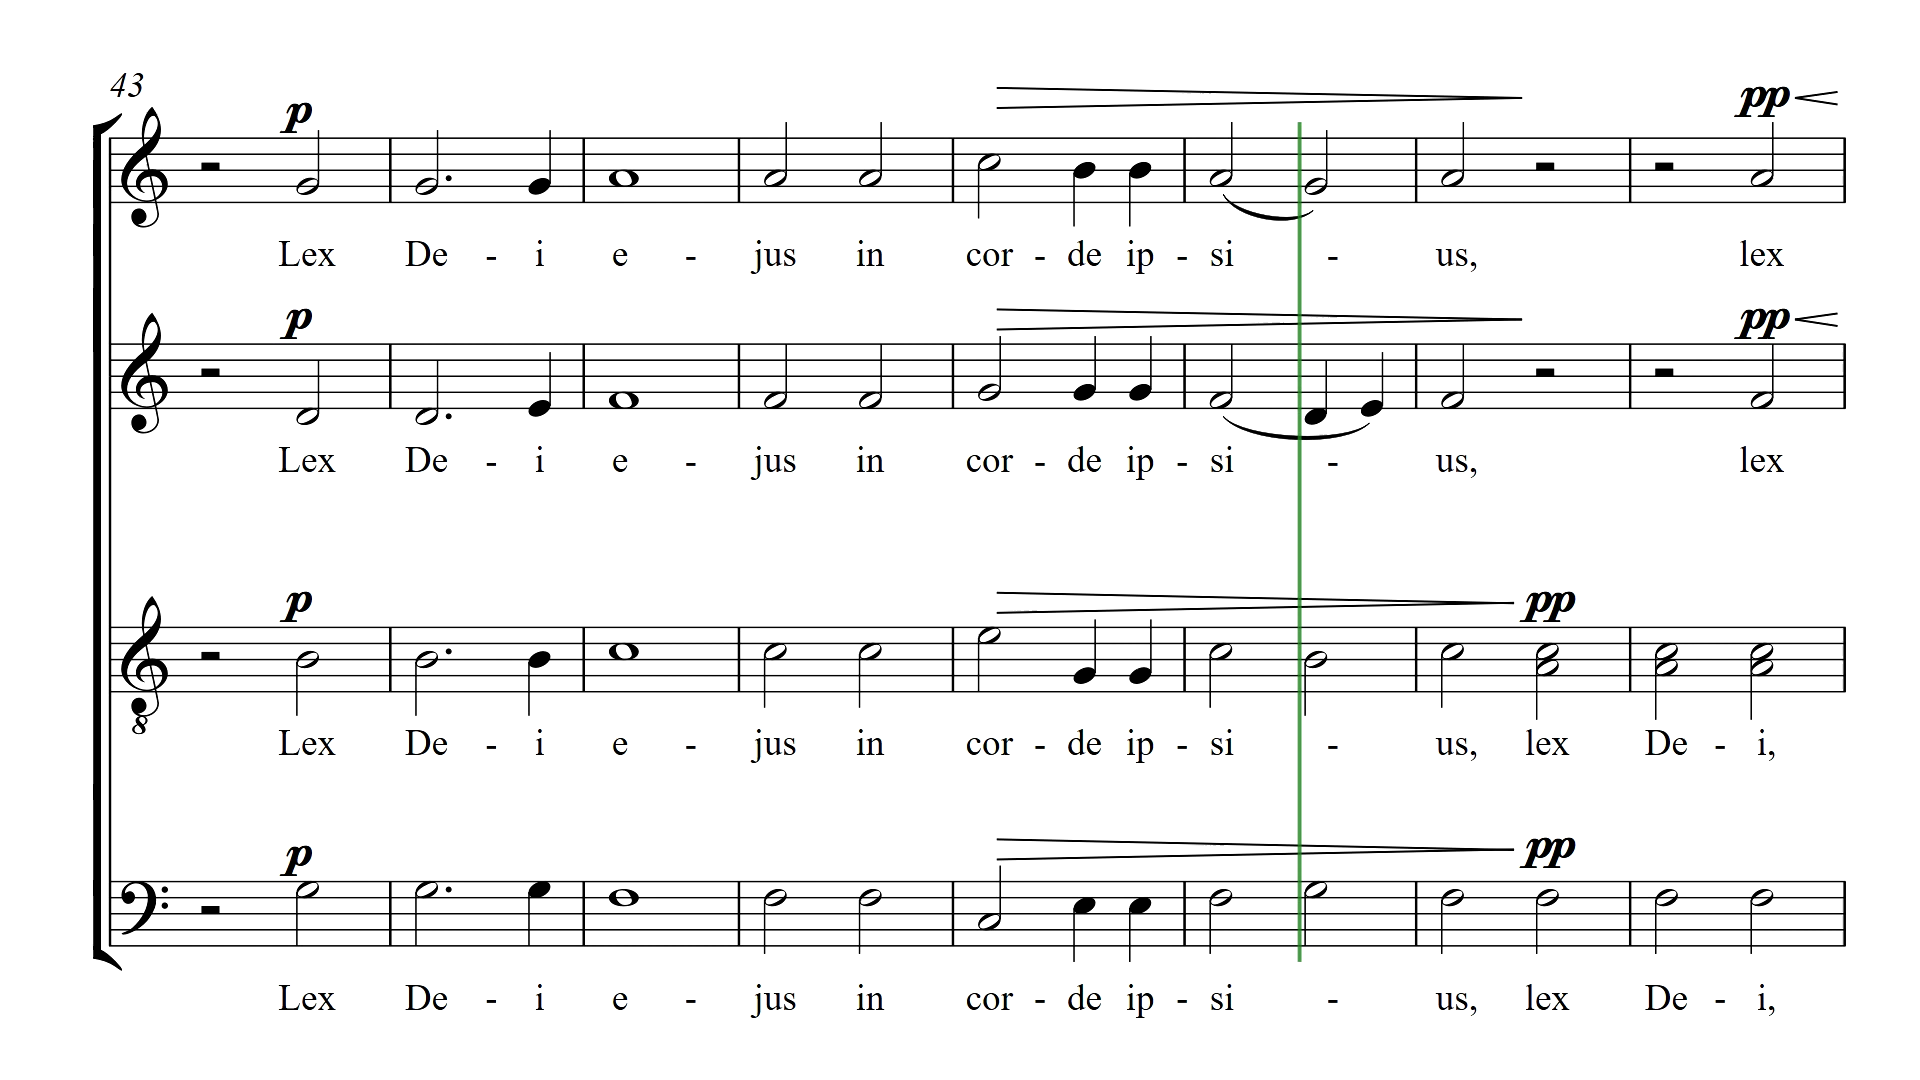 43
p
pp
Lex De - i e - jus in cor - de ip - si - us, lex
p
pp
Lex De - i e - jus in cor - de ip - si - us, lex
p
pp
8
Lex De - i e - jus in cor - de ip - si - us, lex De - i,
p
pp
Lex De - i e - jus in cor - de ip - si - us, lex De - i,